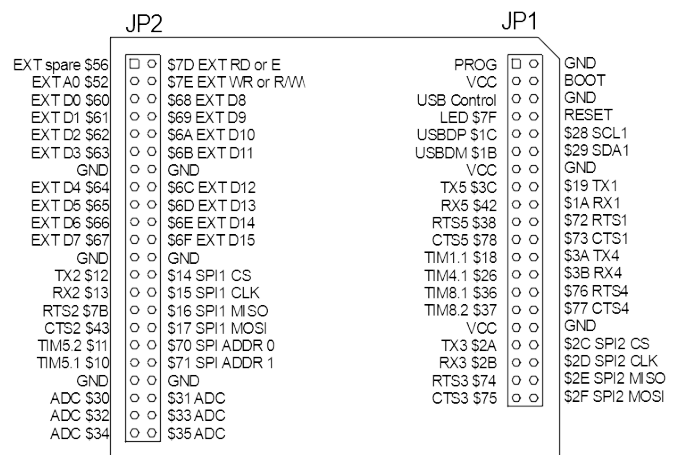 JP2 JP1
EXT spare $56 $7D EXT RD or E PROG GND
EXT A0 $52 $7E EXT WR or R/W\ VCC BOOT
EXT D0 $60 $68 EXT D8 USB Control GND
EXT D1 $61 $69 EXT D9 LED $7F RESET
EXT D2 $62 $6A EXT D10 USBDP $1C $28 SCL1
EXT D3 $63 $6B EXT D11 USBDM $1B $29 SDA1
GND GND VCC GND
EXT D4 $64 $6C EXT D12 TX5 $3C $19 TX1
EXT D5 $65 $6D EXT D13 RX5 $42 $1A RX1
EXT D6 $66 $6E EXT D14 RTS5 $38 $72 RTS1
EXT D7 $67 $6F EXT D15 CTS5 $78 $73 CTS1
GND GND TIM1.1 $18 $3A TX4
TX2 $12 $14 SPI1 CS TIM4.1 $26 $3B RX4
RX2 $13 $15 SPI1 CLK TIM8.1 $36 $76 RTS4
RTS2 $7B $16 SPI1 MISO TIM8.2 $37 $77 CTS4
CTS2 $43 $17 SPI1 MOSI VCC GND
TIM5.2 $11 $70 SPI ADDR 0 TX3 $2A $2C SPI2 CS
TIM5.1 $10 $71 SPI ADDR 1 RX3 $2B $2D SPI2 CLK
GND GND RTS3 $74 $2E SPI2 MISO
ADC $30 $31 ADC CTS3 $75 $2F SPI2 MOSI
ADC $32 $33 ADC
ADC $34 $35 ADC